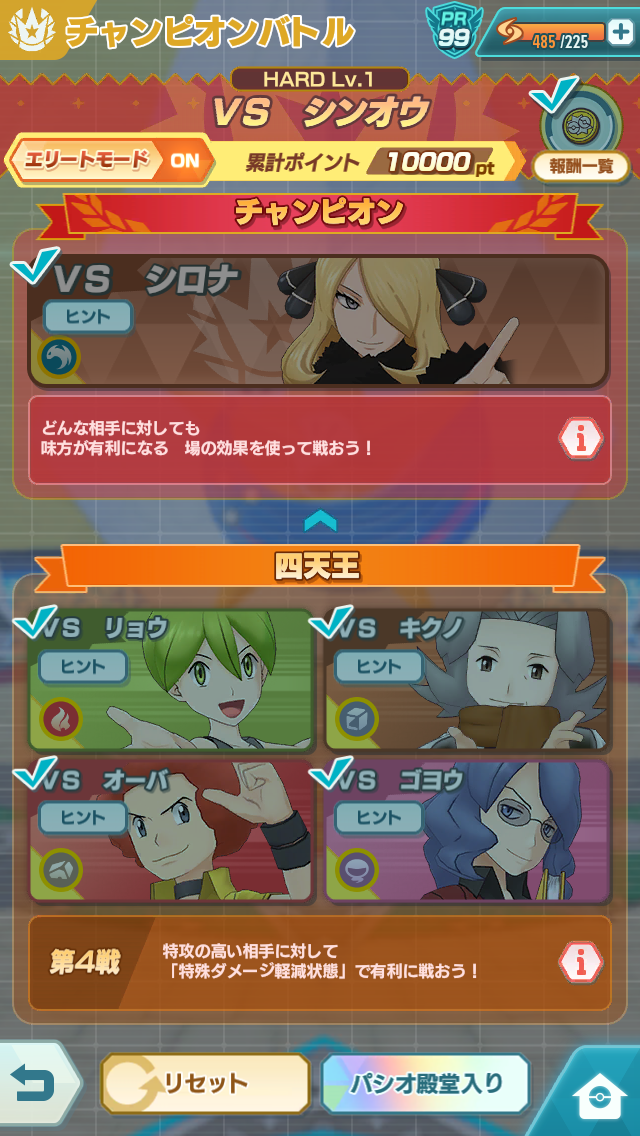 チャンピオンバトル
PR
99
485/225
HARD Lv.1
VS シンオウ
エリートモード ON
累計ポイント 10000pt
報酬一覧
チャンピオン
VS シロナ
ヒント
どんな相手に対しても
味方が有利になる 場の効果を使って戦おう！
四天王
VS リョウ
ヒント
VS キクノ
ヒント
VS オーバ
ヒント
VS ゴヨウ
ヒント
第4戦
特攻の高い相手に対して
「特殊ダメージ軽減状態」で有利に戦おう！
リセット
パシオ殿堂入り